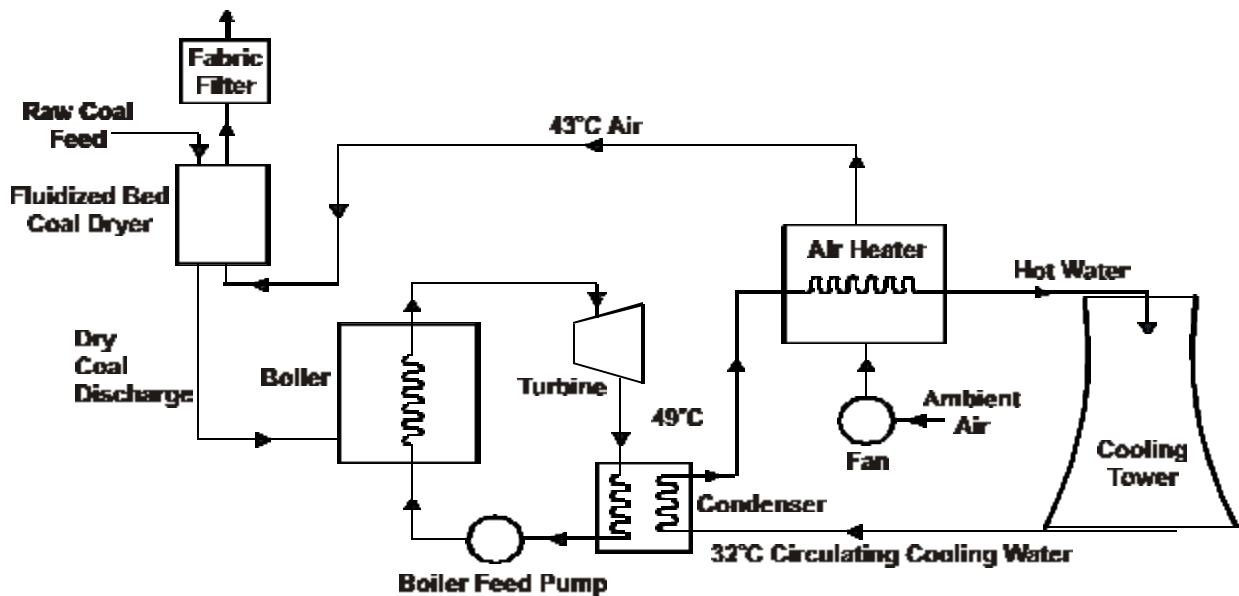 Fabric
Filter
Raw Coal
Feed
43°C Air
Fluidized Bed
Coal Dryer
Air Heater
Hot Water
Dry
Coal
Discharge
Boiler
Turbine
49°C
Ambient
Air
Fan
Cooling
Tower
Condenser
32°C Circulating Cooling Water
Boiler Feed Pump